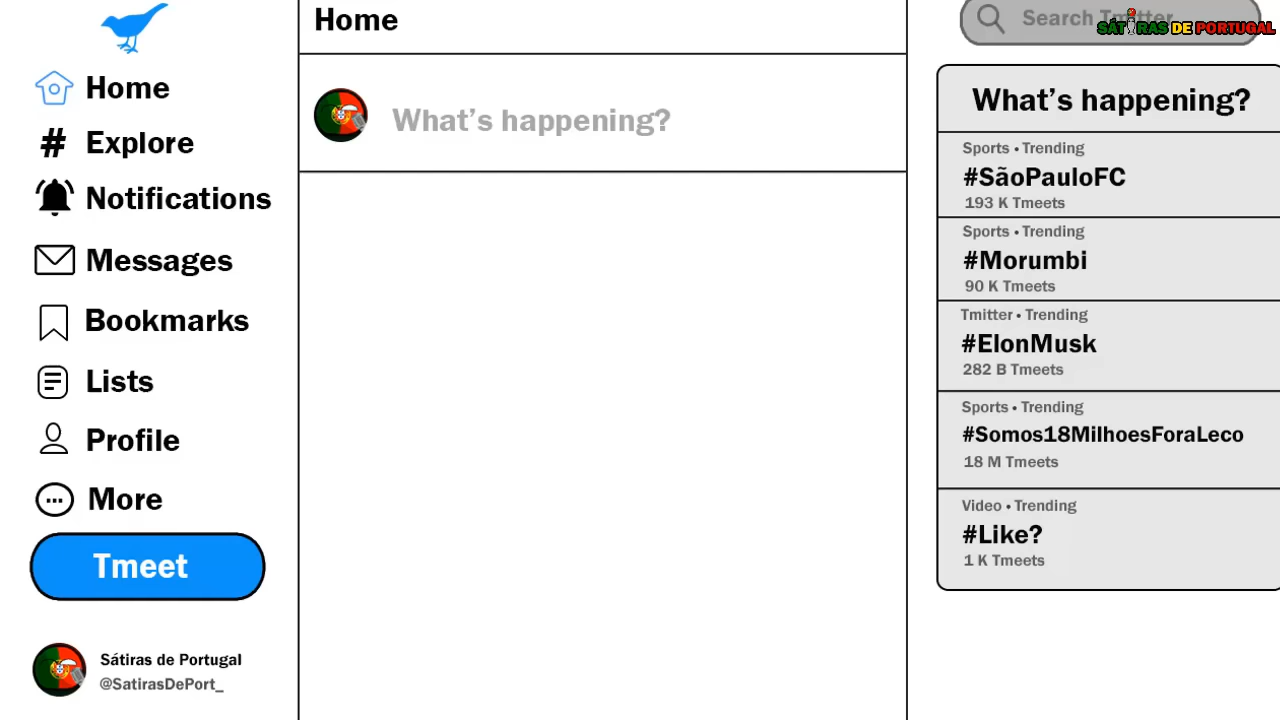 Home
Explore
Notifications
Messages
Bookmarks
Lists
Profile
More
Tmeet
Sátiras de Portugal
@SatirasDePort_
Home
What's happening?
Search Tmitter
SÁTIRAS DE PORTUGAL
What's happening?
Sports • Trending
#SãoPauloFC
193 K Tmeets
Sports • Trending
#Morumbi
90 K Tmeets
Tmitter • Trending
#ElonMusk
282 B Tmeets
Sports • Trending
#Somos18MilhoesForaLeco
18 M Tmeets
Video • Trending
#Like?
1 K Tmeets